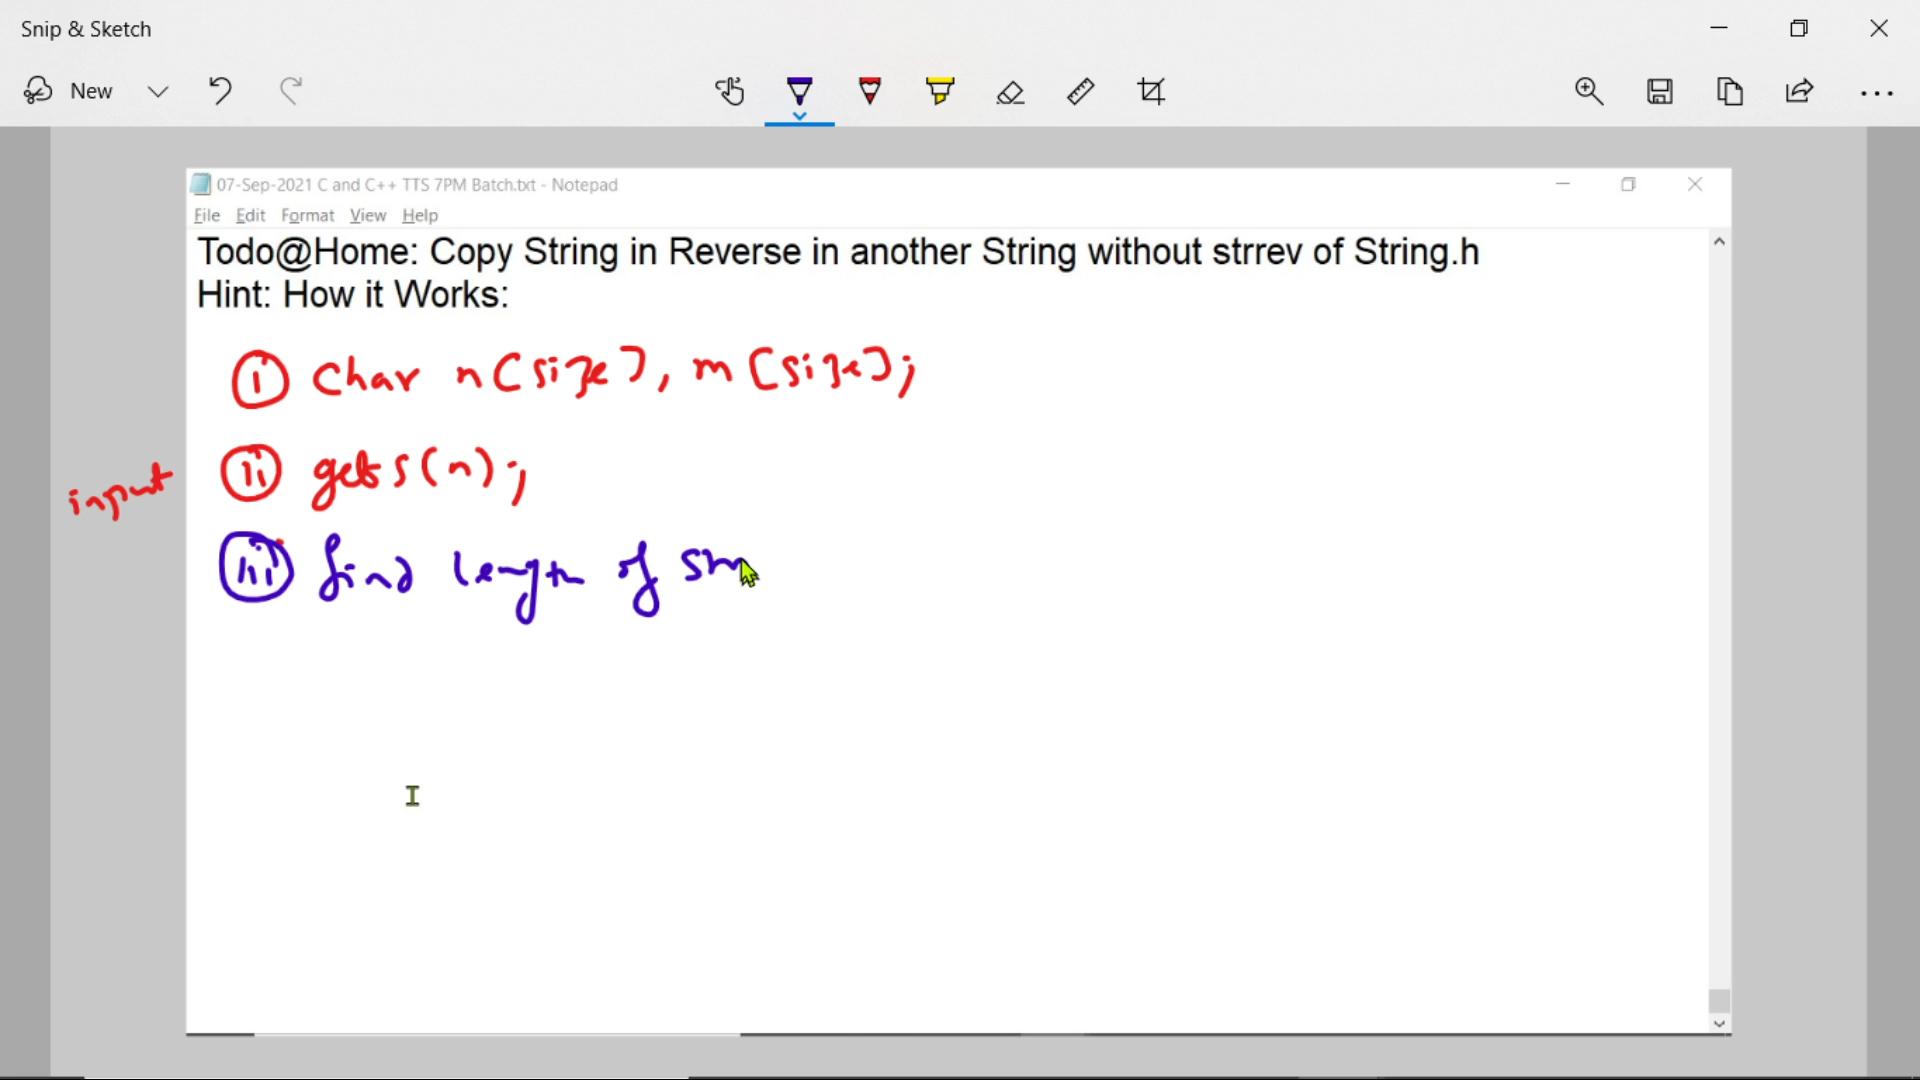 Snip & Sketch
New
07-Sep-2021 C and C++ TTS 7PM Batch.txt - Notepad
File Edit Format View Help
Todo@Home: Copy String in Reverse in another String without strrev of String.h
Hint: How it Works:
i char n[size], m[size];
input ii gets(n);
iii find length of